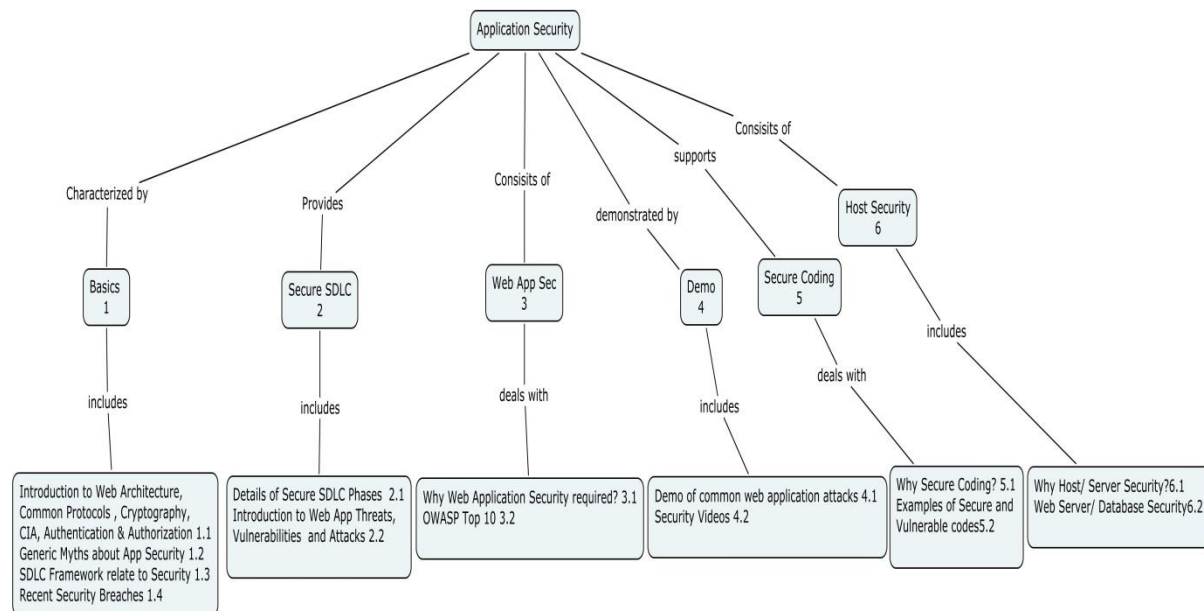 Application Security
Consisits of
supports
Characterized by
Provides
Consisits of
demonstrated by
Host Security
6
Basics
1
Secure SDLC
2
Web App Sec
3
Demo
4
Secure Coding
5
includes
includes
deals with
includes
deals with
includes
Introduction to Web Architecture,
Common Protocols , Cryptography,
CIA, Authentication & Authorization 1.1
Generic Myths about App Security 1.2
SDLC Framework relate to Security 1.3
Recent Security Breaches 1.4
Details of Secure SDLC Phases  2.1
Introduction to Web App Threats,
Vulnerabilities  and Attacks 2.2
Why Web Application Security required? 3.1
OWASP Top 10 3.2
Demo of common web application attacks 4.1
Security Videos 4.2
Why Secure Coding? 5.1
Examples of Secure and
Vulnerable codes5.2
Why Host/ Server Security?6.1
Web Server/ Database Security6.2